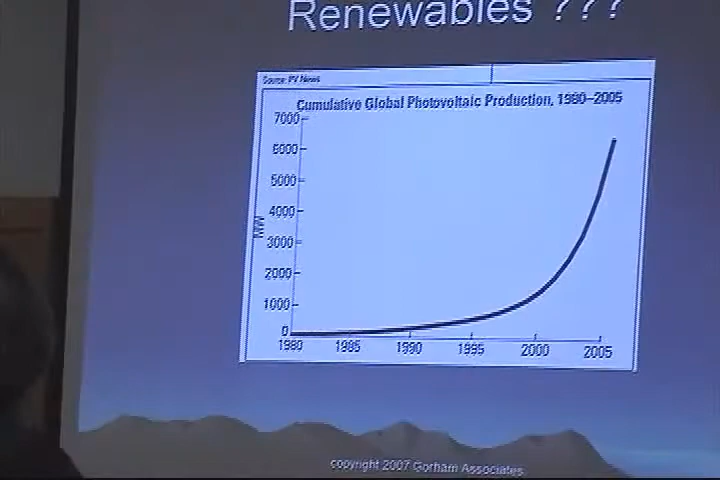 Renewables ???
Source: PV News
Cumulative Global Photovoltaic Production, 1980–2005
7000
6000
5000
4000
3000
2000
1000
0
MW
1980
1985
1990
1995
2000
2005
copyright 2007 Gorham Associates